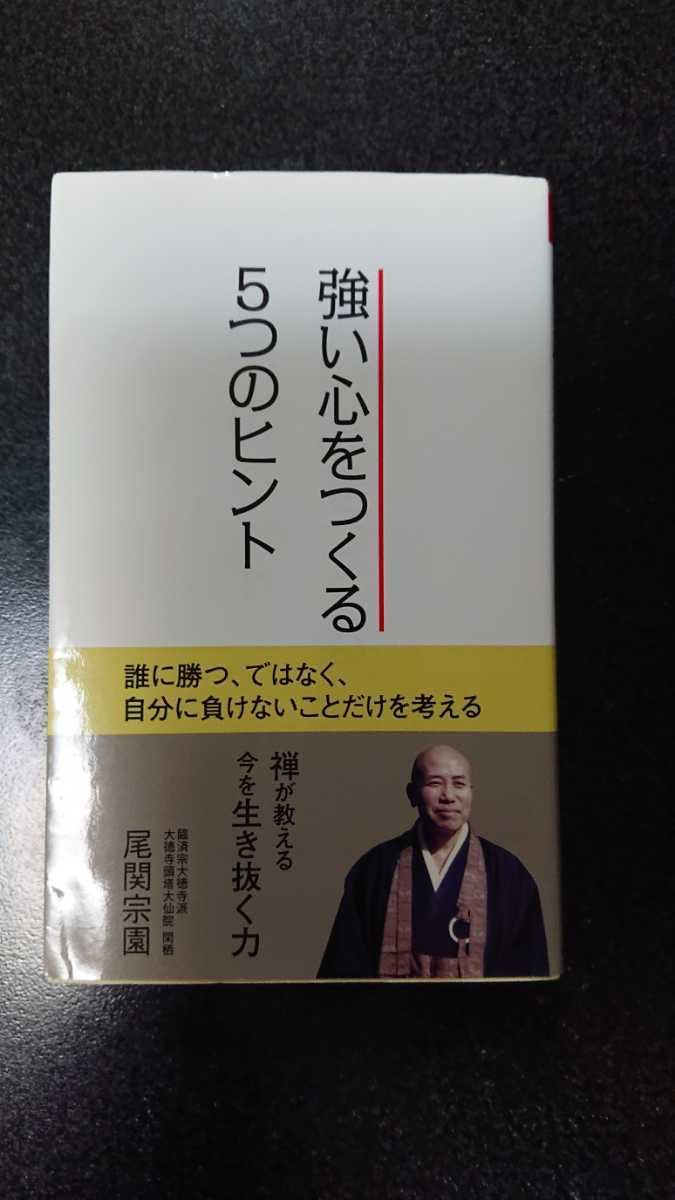 強い心をつくる
5つのヒント
誰に勝つ、ではなく、
自分に負けないことだけを考える
禅が教える
今を生き抜く力
臨済宗大徳寺派
大徳寺頭塔大仙院 閑栖
尾関宗園